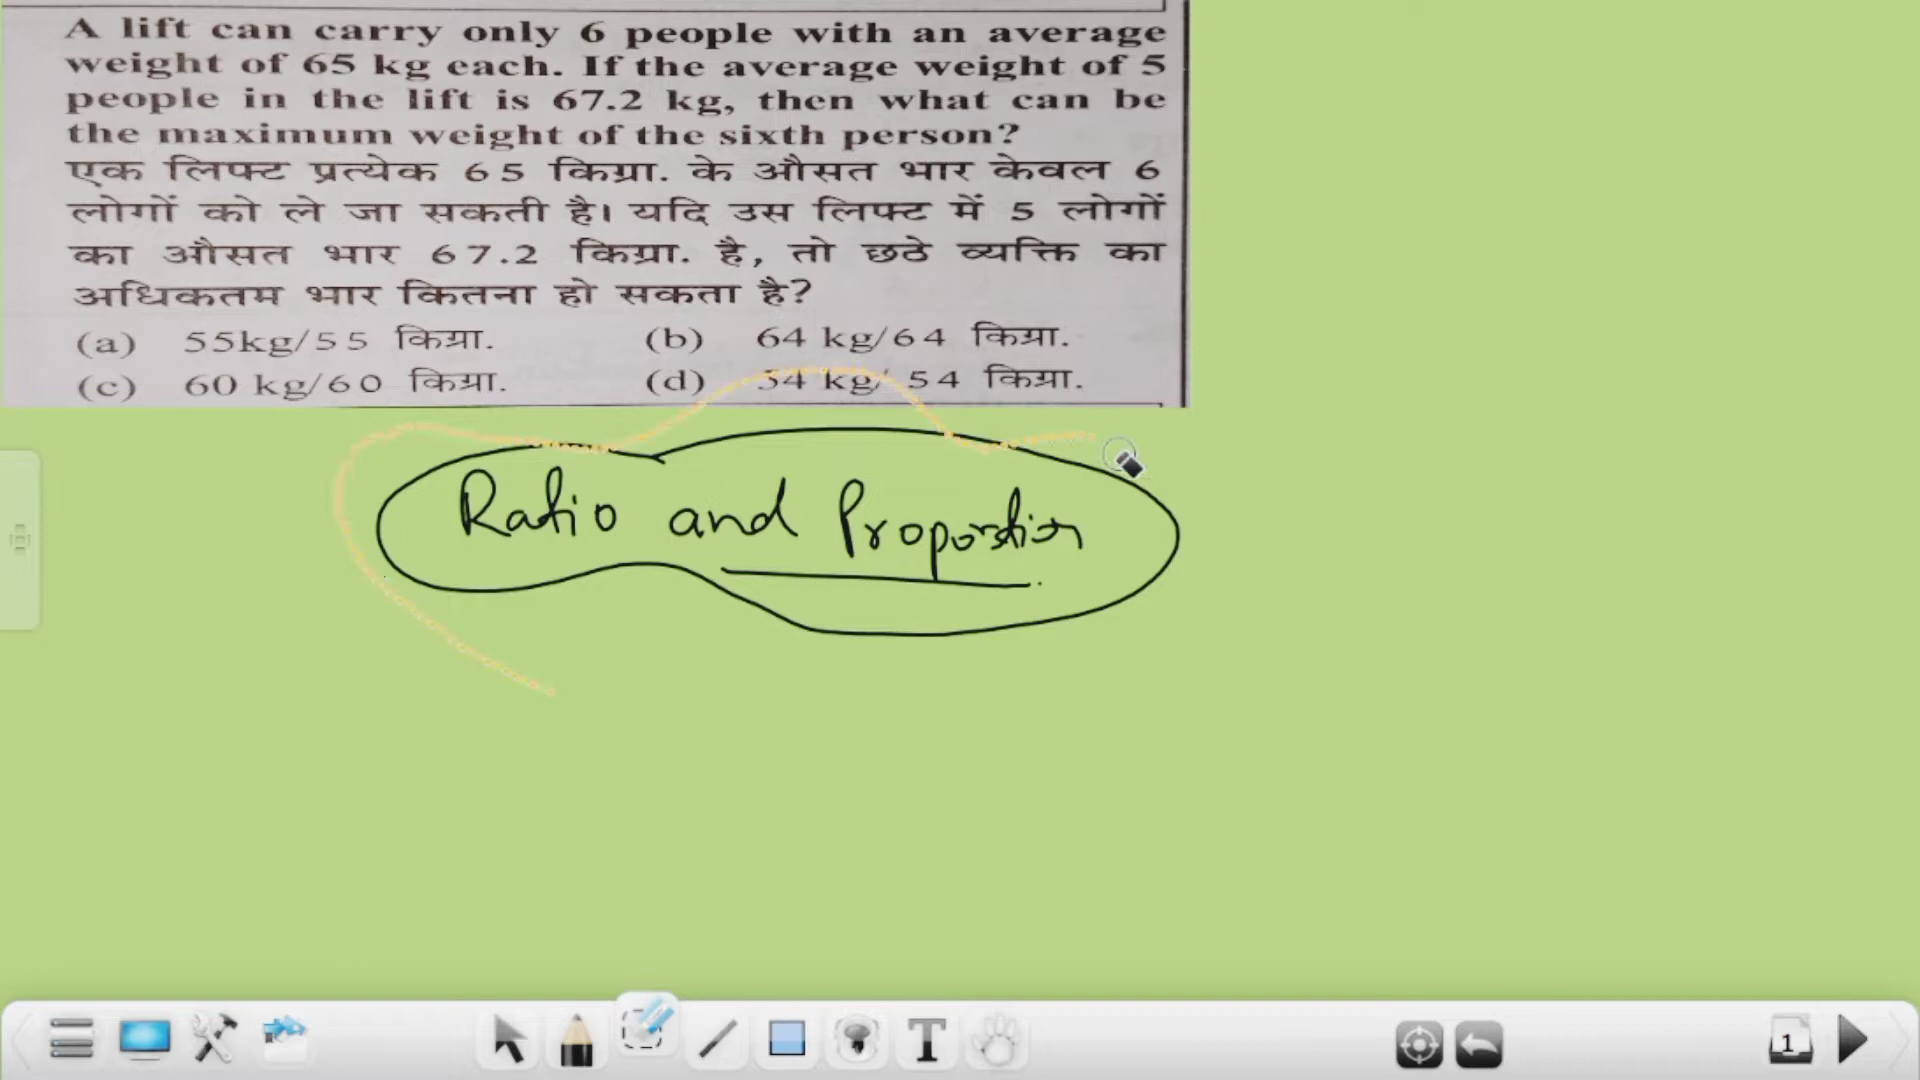 A lift can carry only 6 people with an average
weight of 65 kg each. If the average weight of 5
people in the lift is 67.2 kg, then what can be
the maximum weight of the sixth person?
एक लिफ्ट प्रत्येक 65 किग्रा. के औसत भार केवल 6
लोगों को ले जा सकती है। यदि उस लिफ्ट में 5 लोगों
का औसत भार 67.2 किग्रा. है, तो छठे व्यक्ति का
अधिकतम भार कितना हो सकता है?
(a) 55kg/55 किग्रा. (b) 64 kg/64 किग्रा.
(c) 60 kg/60 किग्रा. (d) 54 kg/ 54 किग्रा.
Ratio and Proportion
T
1